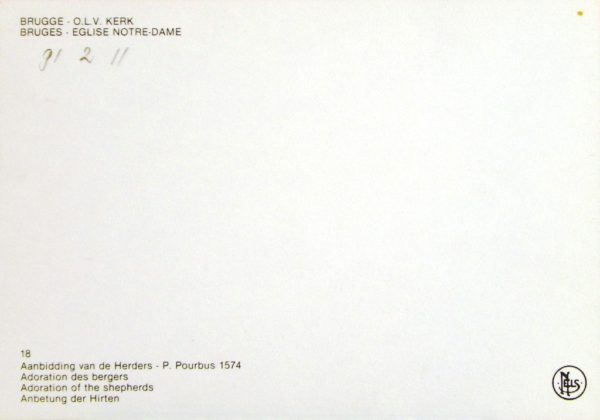 BRUGGE - O.L.V. KERK
BRUGES - EGLISE NOTRE-DAME
91 2 11
18
Aanbidding van de Herders - P. Pourbus 1574
Adoration des bergers
Adoration of the shepherds
Anbetung der Hirten
NELS